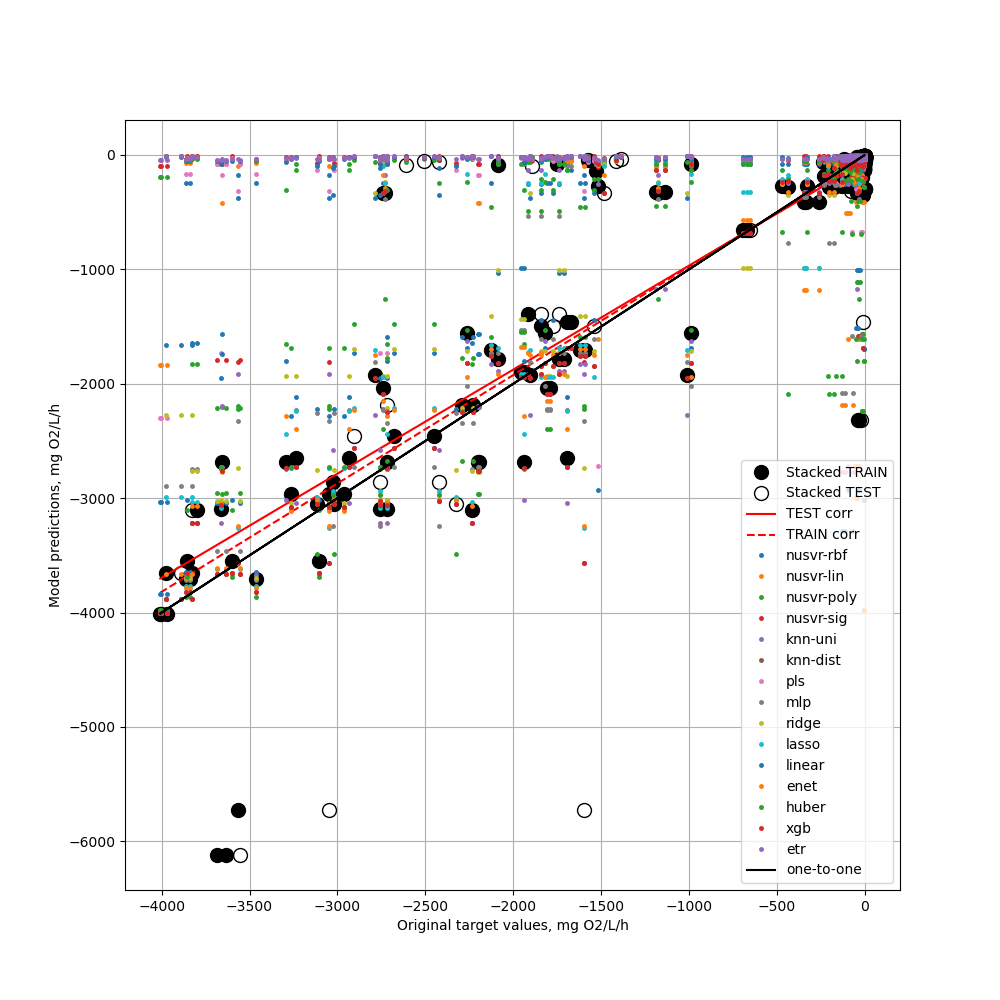 0
−1000
−2000
−3000
−4000
−5000
−6000
Model predictions, mg O2/L/h
−4000 −3500 −3000 −2500 −2000 −1500 −1000 −500 0
Original target values, mg O2/L/h
Stacked TRAIN
Stacked TEST
TEST corr
TRAIN corr
nusvr-rbf
nusvr-lin
nusvr-poly
nusvr-sig
knn-uni
knn-dist
pls
mlp
ridge
lasso
linear
enet
huber
xgb
etr
one-to-one